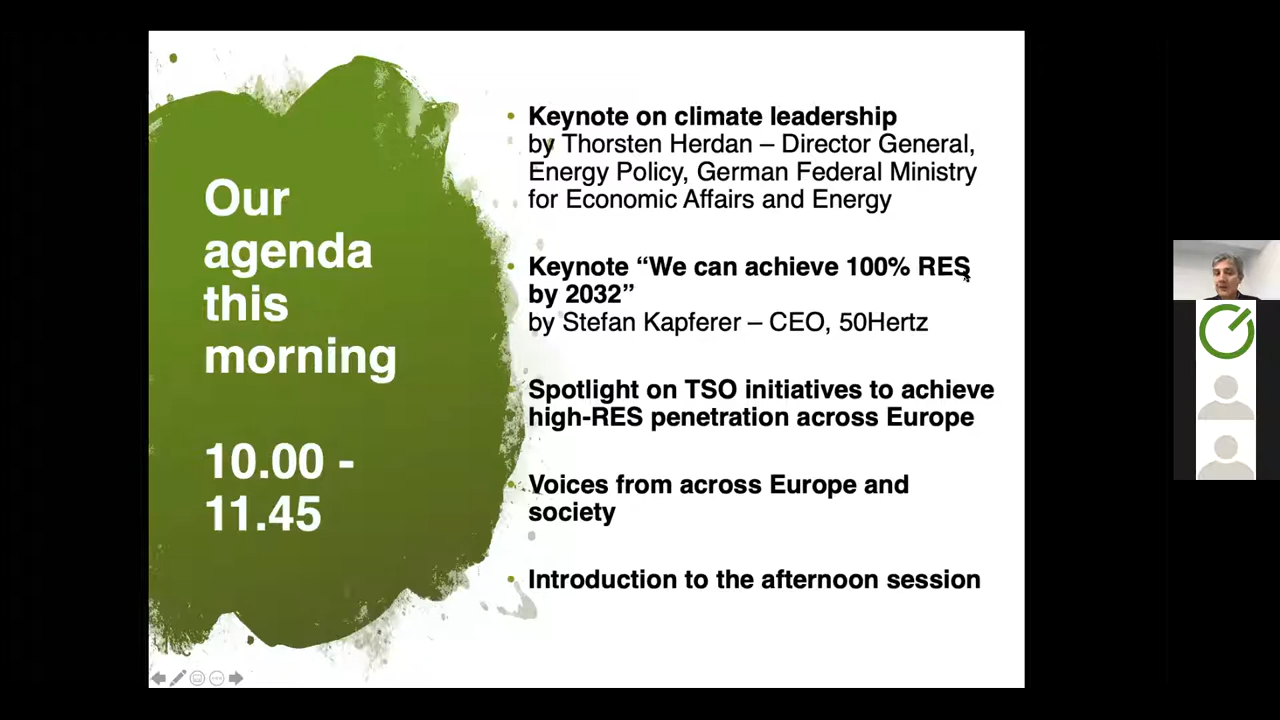 Our
agenda
this
morning
10.00 -
11.45
Keynote on climate leadership
by Thorsten Herdan – Director General,
Energy Policy, German Federal Ministry
for Economic Affairs and Energy
Keynote “We can achieve 100% RES
by 2032”
by Stefan Kapferer – CEO, 50Hertz
Spotlight on TSO initiatives to achieve
high-RES penetration across Europe
Voices from across Europe and
society
Introduction to the afternoon session